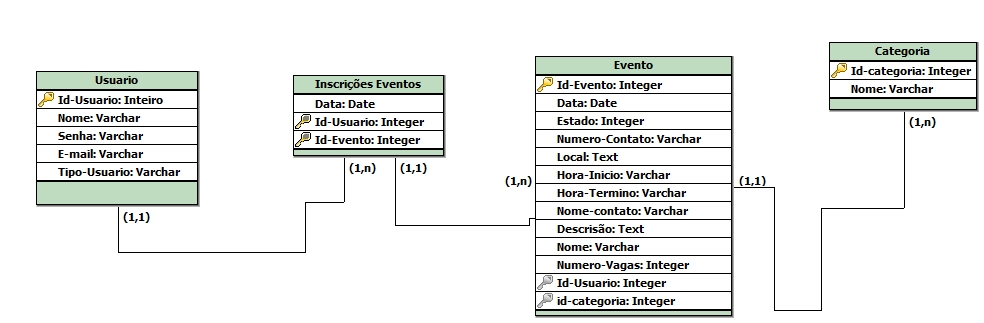 Usuario
Id-Usuario: Inteiro
Nome: Varchar
Senha: Varchar
E-mail: Varchar
Tipo-Usuario: Varchar
(1,1)
Inscrições Eventos
Data: Date
Id-Usuario: Integer
Id-Evento: Integer
(1,n)
(1,1)
(1,n)
Evento
Id-Evento: Integer
Data: Date
Estado: Integer
Numero-Contato: Varchar
Local: Text
Hora-Inicio: Varchar
Hora-Termino: Varchar
Nome-contato: Varchar
Descrisão: Text
Nome: Varchar
Numero-Vagas: Integer
Id-Usuario: Integer
id-categoria: Integer
(1,1)
Categoria
Id-categoria: Integer
Nome: Varchar
(1,n)